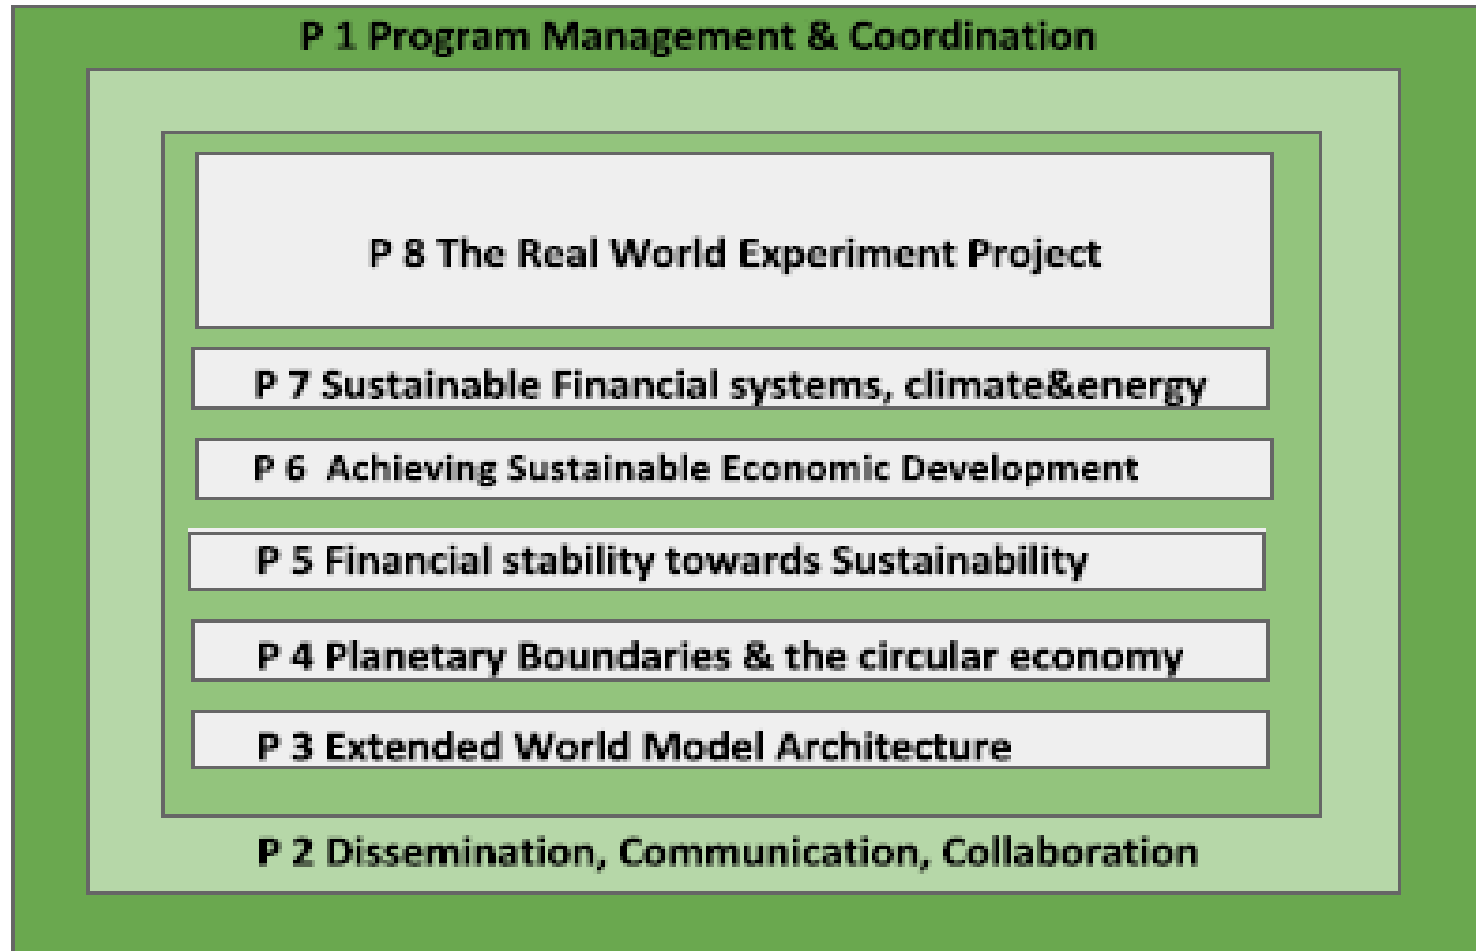 P 1 Program Management & Coordination
P 8 The Real World Experiment Project
P 7 Sustainable Financial systems, climate&energy
P 6  Achieving Sustainable Economic Development
P 5 Financial stability towards Sustainability
P 4 Planetary Boundaries & the circular economy
P 3 Extended World Model Architecture
P 2 Dissemination, Communication, Collaboration